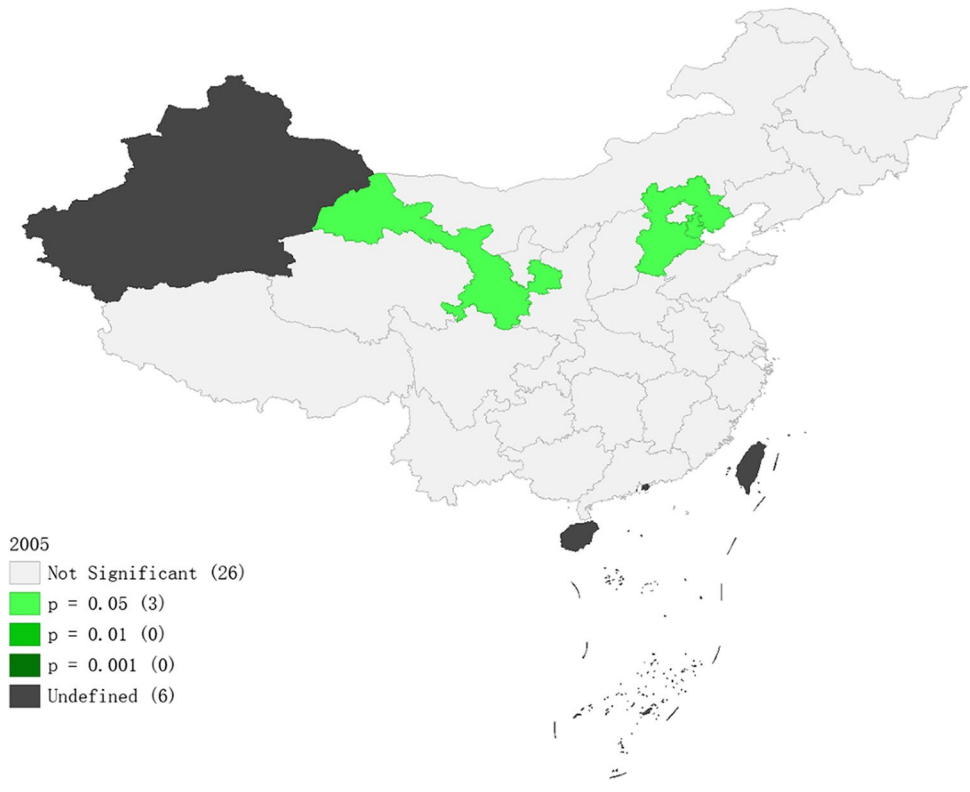 2005
Not Significant (26)
p = 0.05 (3)
p = 0.01 (0)
p = 0.001 (0)
Undefined (6)